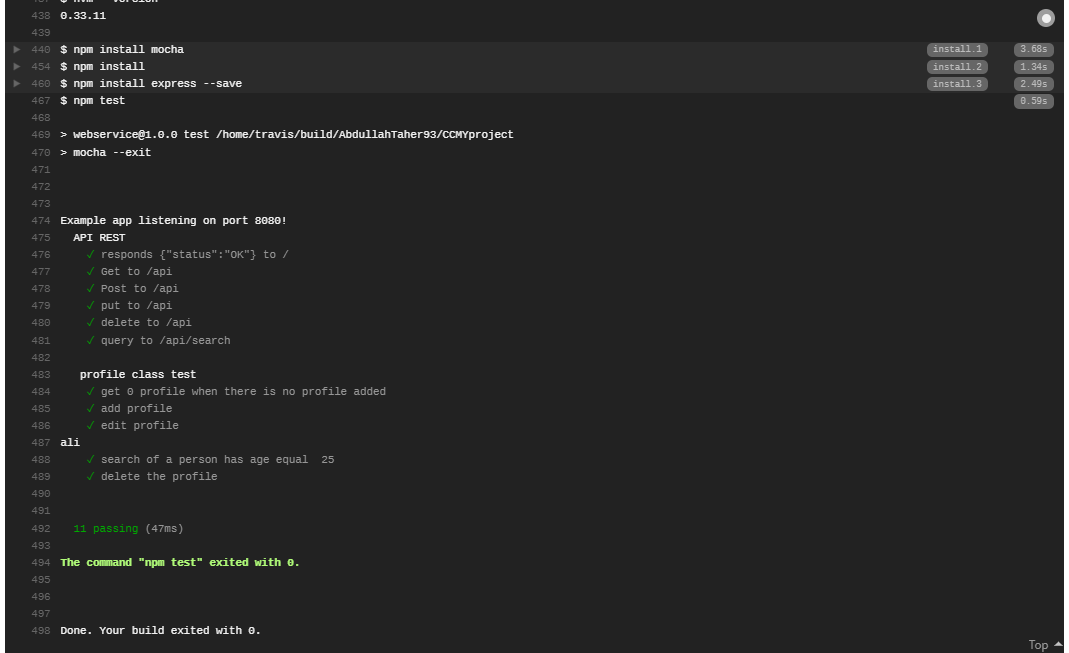 437 $ nvm --version
438 0.33.11
439
440 $ npm install mocha install.1 3.68s
454 $ npm install install.2 1.34s
460 $ npm install express --save install.3 2.49s
467 $ npm test 0.59s
468
469 > webservice@1.0.0 test /home/travis/build/AbdullahTaher93/CCMYproject
470 > mocha --exit
471
472
473
474 Example app listening on port 8080!
475 API REST
476 ✓ responds {"status":"OK"} to /
477 ✓ Get to /api
478 ✓ Post to /api
479 ✓ put to /api
480 ✓ delete to /api
481 ✓ query to /api/search
482
483 profile class test
484 ✓ get 0 profile when there is no profile added
485 ✓ add profile
486 ✓ edit profile
487 ali
488 ✓ search of a person has age equal  25
489 ✓ delete the profile
490
491
492 11 passing (47ms)
493
494 The command "npm test" exited with 0.
495
496
497
498 Done. Your build exited with 0.
Top